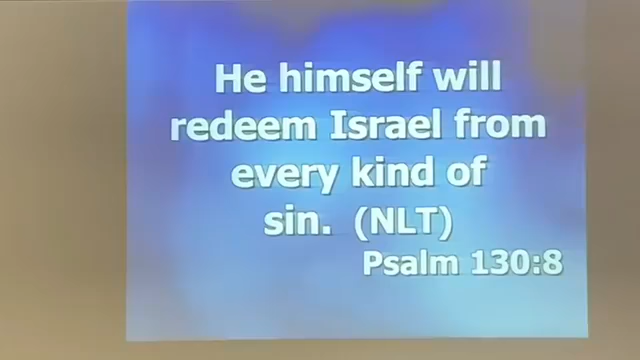 He himself will
redeem Israel from
every kind of
sin. (NLT)
Psalm 130:8